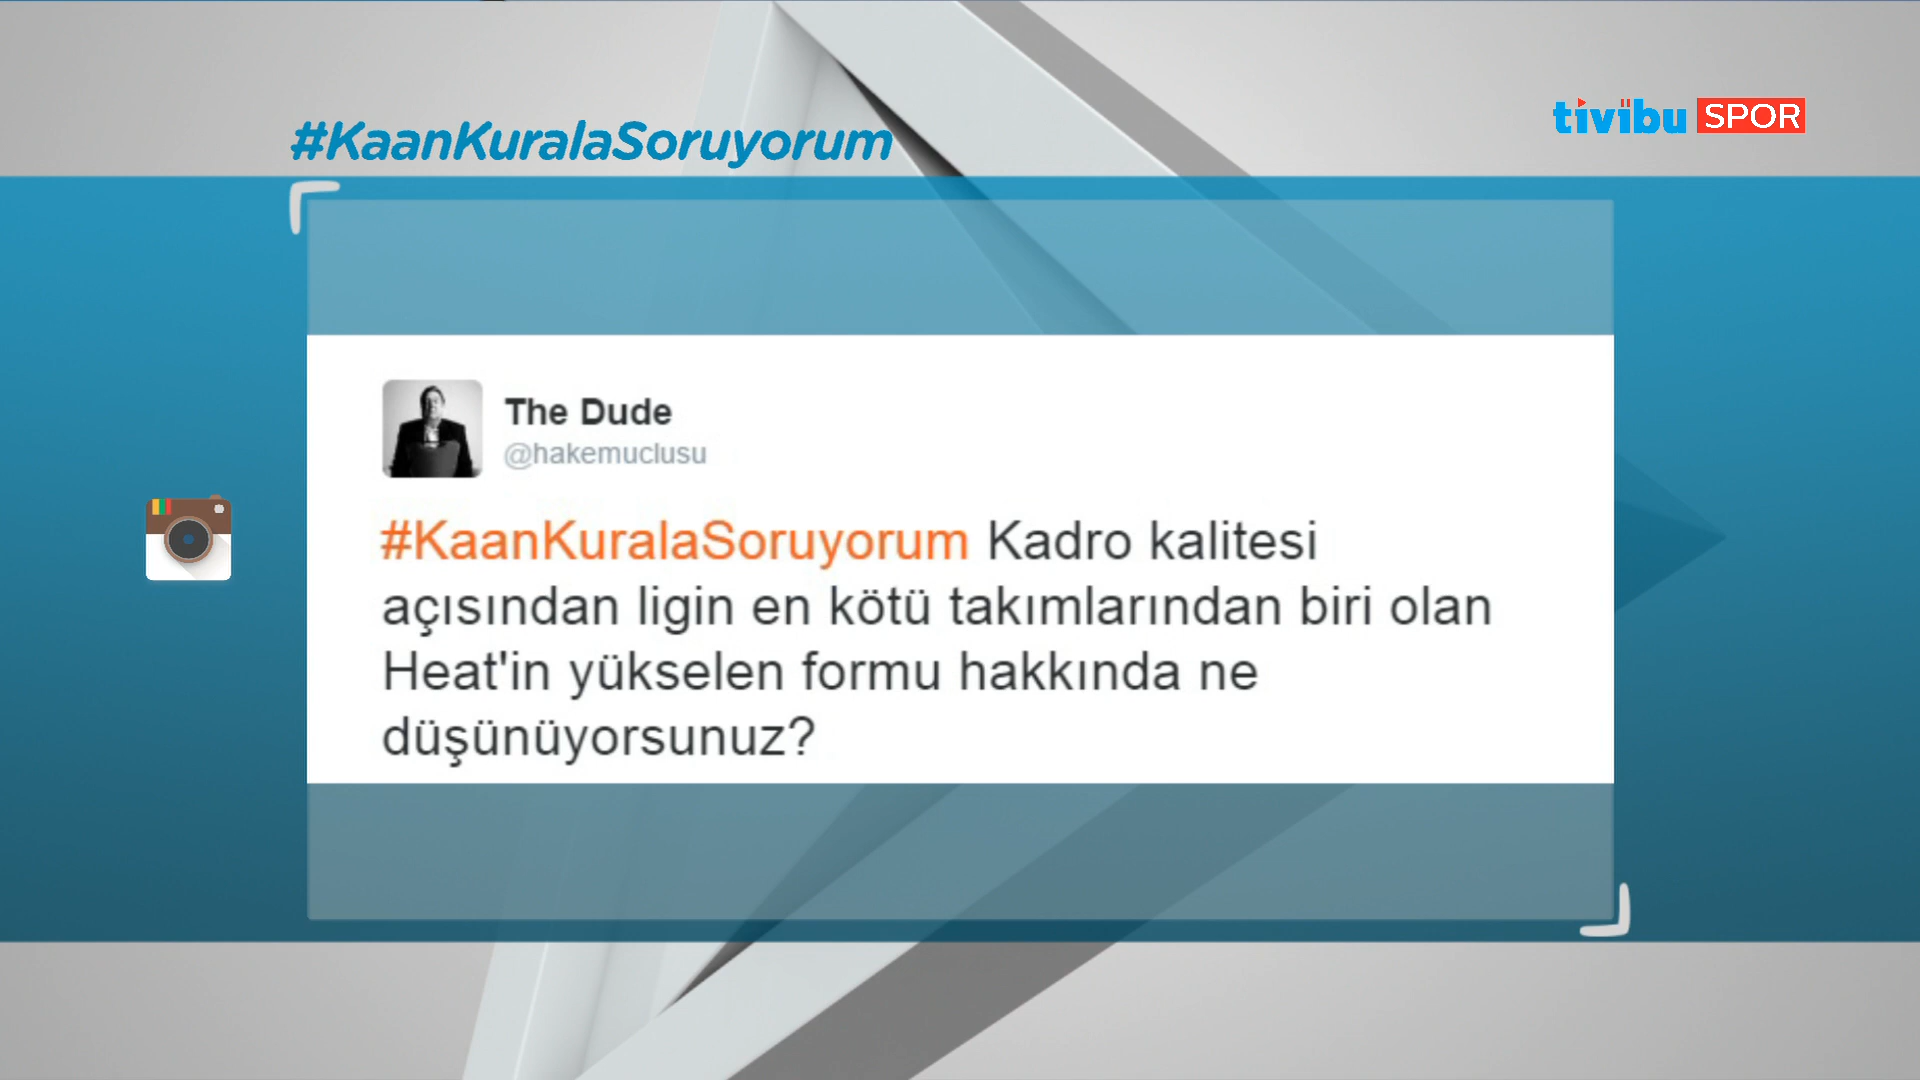 #KaanKuralaSoruyorum
tivibu SPOR
The Dude
@hakemuclusu
#KaanKuralaSoruyorum Kadro kalitesi
açısından ligin en kötü takımlarından biri olan
Heat'in yükselen formu hakkında ne
düşünüyorsunuz?